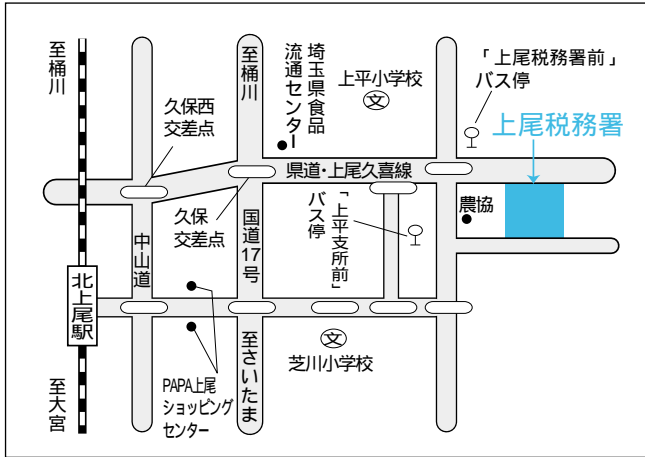 至桶川
久保西
交差点
至桶川
埼玉県食品
流通センター
上平小学校
文
「上尾税務署前」
バス停
上尾税務署
県道・上尾久喜線
久保
交差点
中山道
国道17号
「上平支所前」
バス停
農協
北上尾駅
至大宮
PAPA上尾
ショッピング
センター
至さいたま
文
芝川小学校